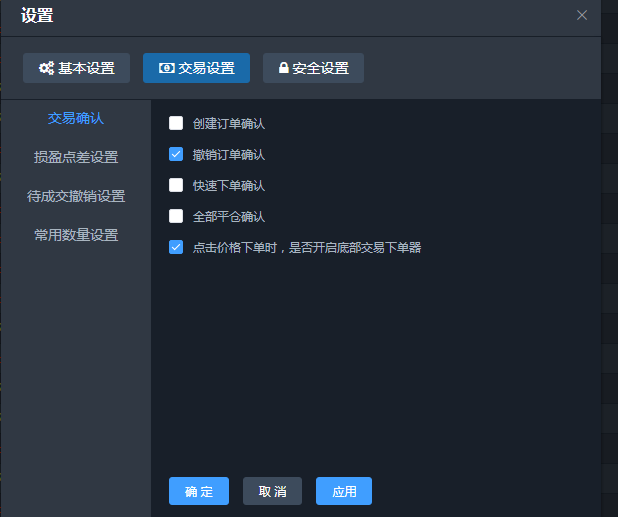 设置
基本设置 交易设置 安全设置
交易确认
损盈点差设置
待成交撤销设置
常用数量设置
创建订单确认
撤销订单确认
快速下单确认
全部平仓确认
点击价格下单时，是否开启底部交易下单器
确 定 取 消 应用